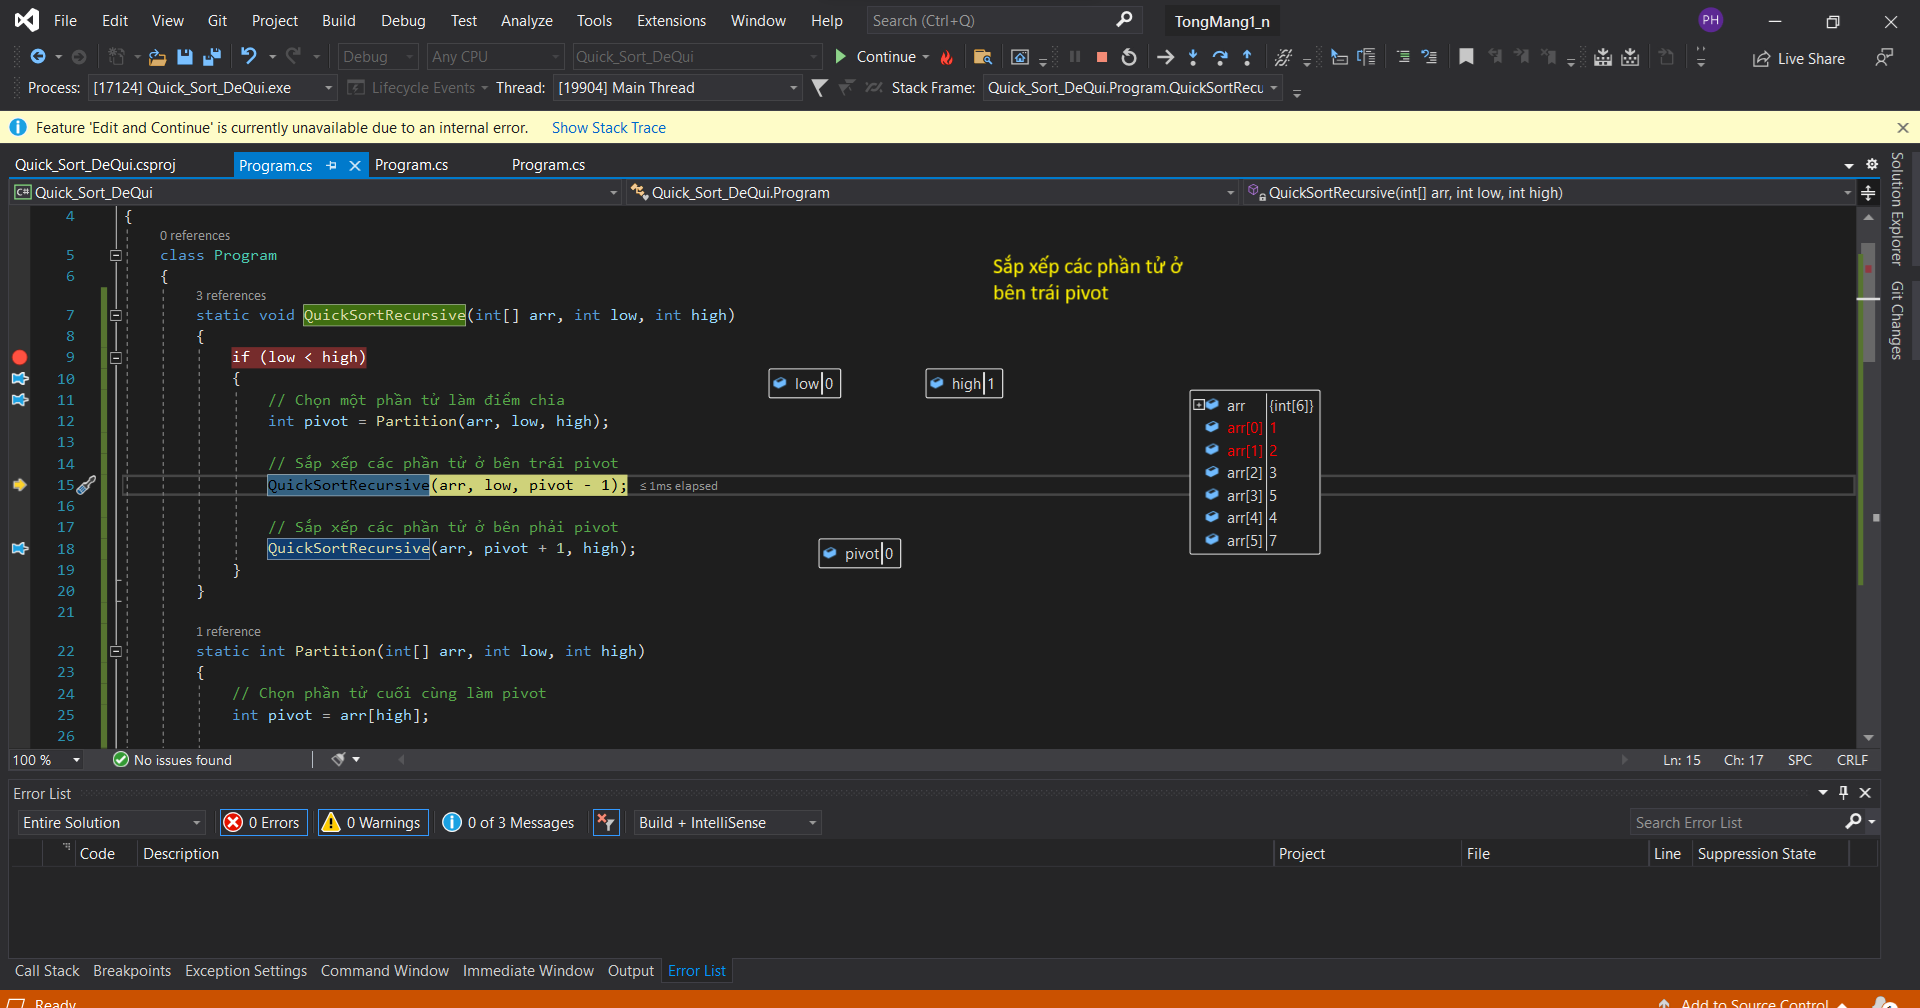 File Edit View Git Project Build Debug Test Analyze Tools Extensions Window Help Search (Ctrl+Q) TongMang1_n PH
Debug Any CPU Quick_Sort_DeQui Continue Live Share
Process: [17124] Quick_Sort_DeQui.exe Lifecycle Events Thread: [19904] Main Thread Stack Frame: Quick_Sort_DeQui.Program.QuickSortRecu
Feature 'Edit and Continue' is currently unavailable due to an internal error. Show Stack Trace
Quick_Sort_DeQui.csproj Program.cs Program.cs Program.cs
C# Quick_Sort_DeQui Quick_Sort_DeQui.Program QuickSortRecursive(int[] arr, int low, int high)
Solution Explorer
Git Changes
4 {
0 references
5 class Program
6 {
Sắp xếp các phần tử ở
bên trái pivot
3 references
7 static void QuickSortRecursive(int[] arr, int low, int high)
8 {
9 if (low < high)
10 {
low 0 high 1
11 // Chọn một phần tử làm điểm chia
12 int pivot = Partition(arr, low, high);
13
14 // Sắp xếp các phần tử ở bên trái pivot
15 QuickSortRecursive(arr, low, pivot - 1); ≤ 1ms elapsed
16
17 // Sắp xếp các phần tử ở bên phải pivot
18 QuickSortRecursive(arr, pivot + 1, high);
pivot 0
arr {int[6]}
arr[0] 1
arr[1] 2
arr[2] 3
arr[3] 5
arr[4] 4
arr[5] 7
19 }
20 }
21
1 reference
22 static int Partition(int[] arr, int low, int high)
23 {
24 // Chọn phần tử cuối cùng làm pivot
25 int pivot = arr[high];
26
100 % No issues found Ln: 15 Ch: 17 SPC CRLF
Error List
Entire Solution 0 Errors 0 Warnings 0 of 3 Messages Build + IntelliSense Search Error List
Code Description Project File Line Suppression State
Call Stack Breakpoints Exception Settings Command Window Immediate Window Output Error List
Ready Add to Source Control